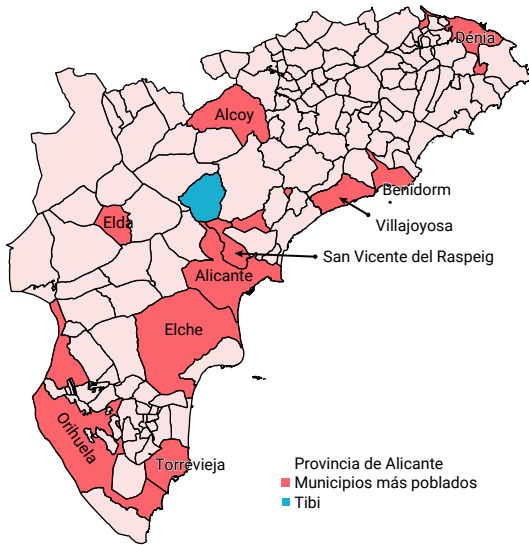 Dénia
Alcoy
Benidorm
Elda
Villajoyosa
San Vicente del Raspeig
Alicante
Elche
Orihuela
Torrevieja
Provincia de Alicante
Municipios más poblados
Tibi